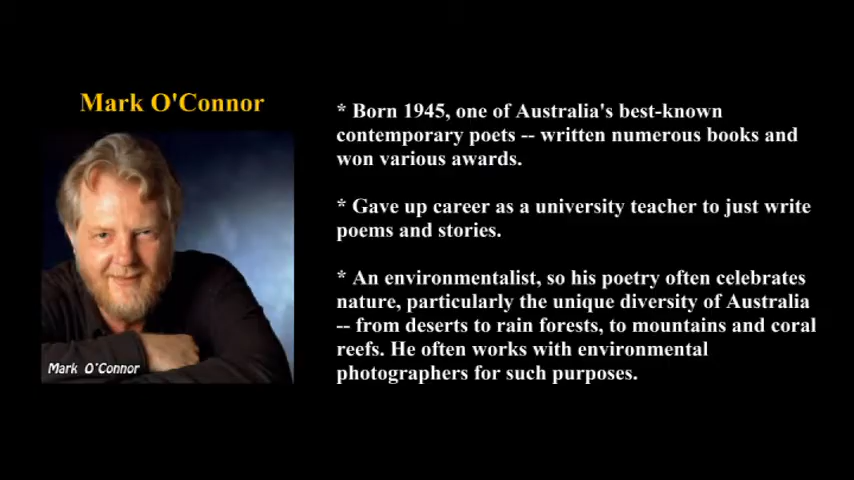 Mark O'Connor
* Born 1945, one of Australia's best-known
contemporary poets -- written numerous books and
won various awards.
* Gave up career as a university teacher to just write
poems and stories.
* An environmentalist, so his poetry often celebrates
nature, particularly the unique diversity of Australia
-- from deserts to rain forests, to mountains and coral
reefs. He often works with environmental
photographers for such purposes.
Mark O'Connor